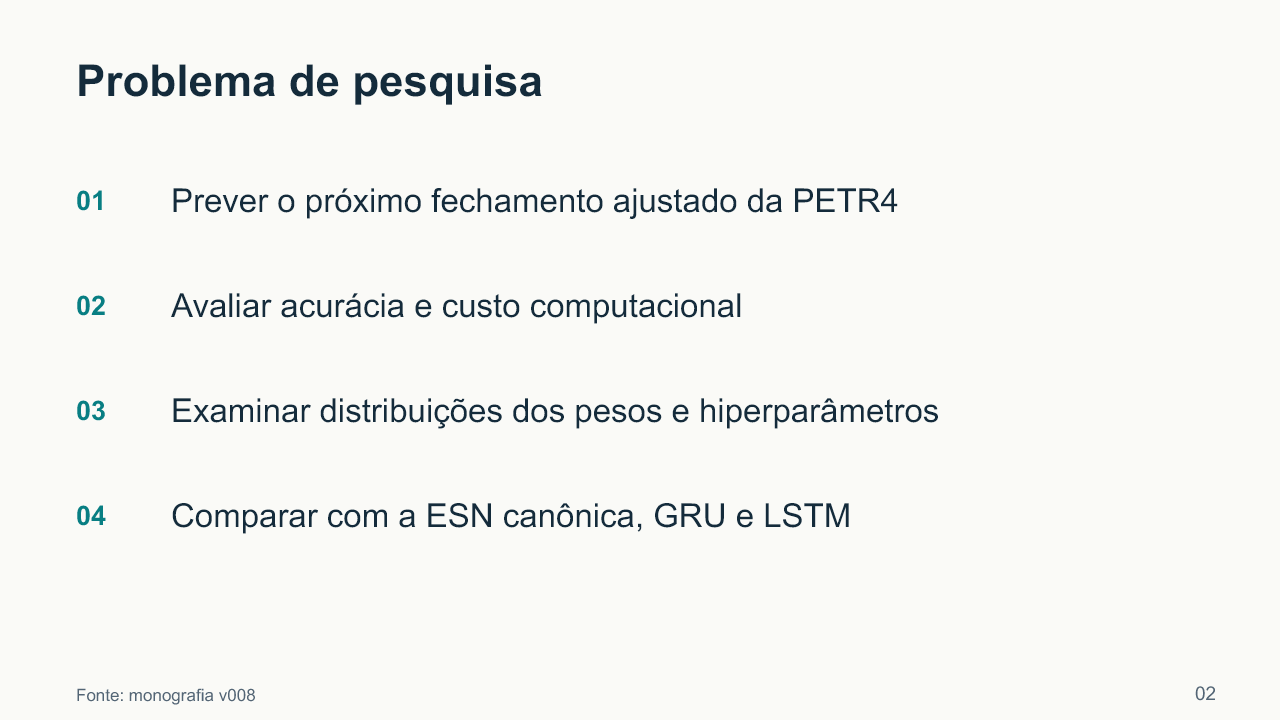 Problema de pesquisa
01 Prever o próximo fechamento ajustado da PETR4
02 Avaliar acurácia e custo computacional
03 Examinar distribuições dos pesos e hiperparâmetros
04 Comparar com a ESN canônica, GRU e LSTM
Fonte: monografia v008 02